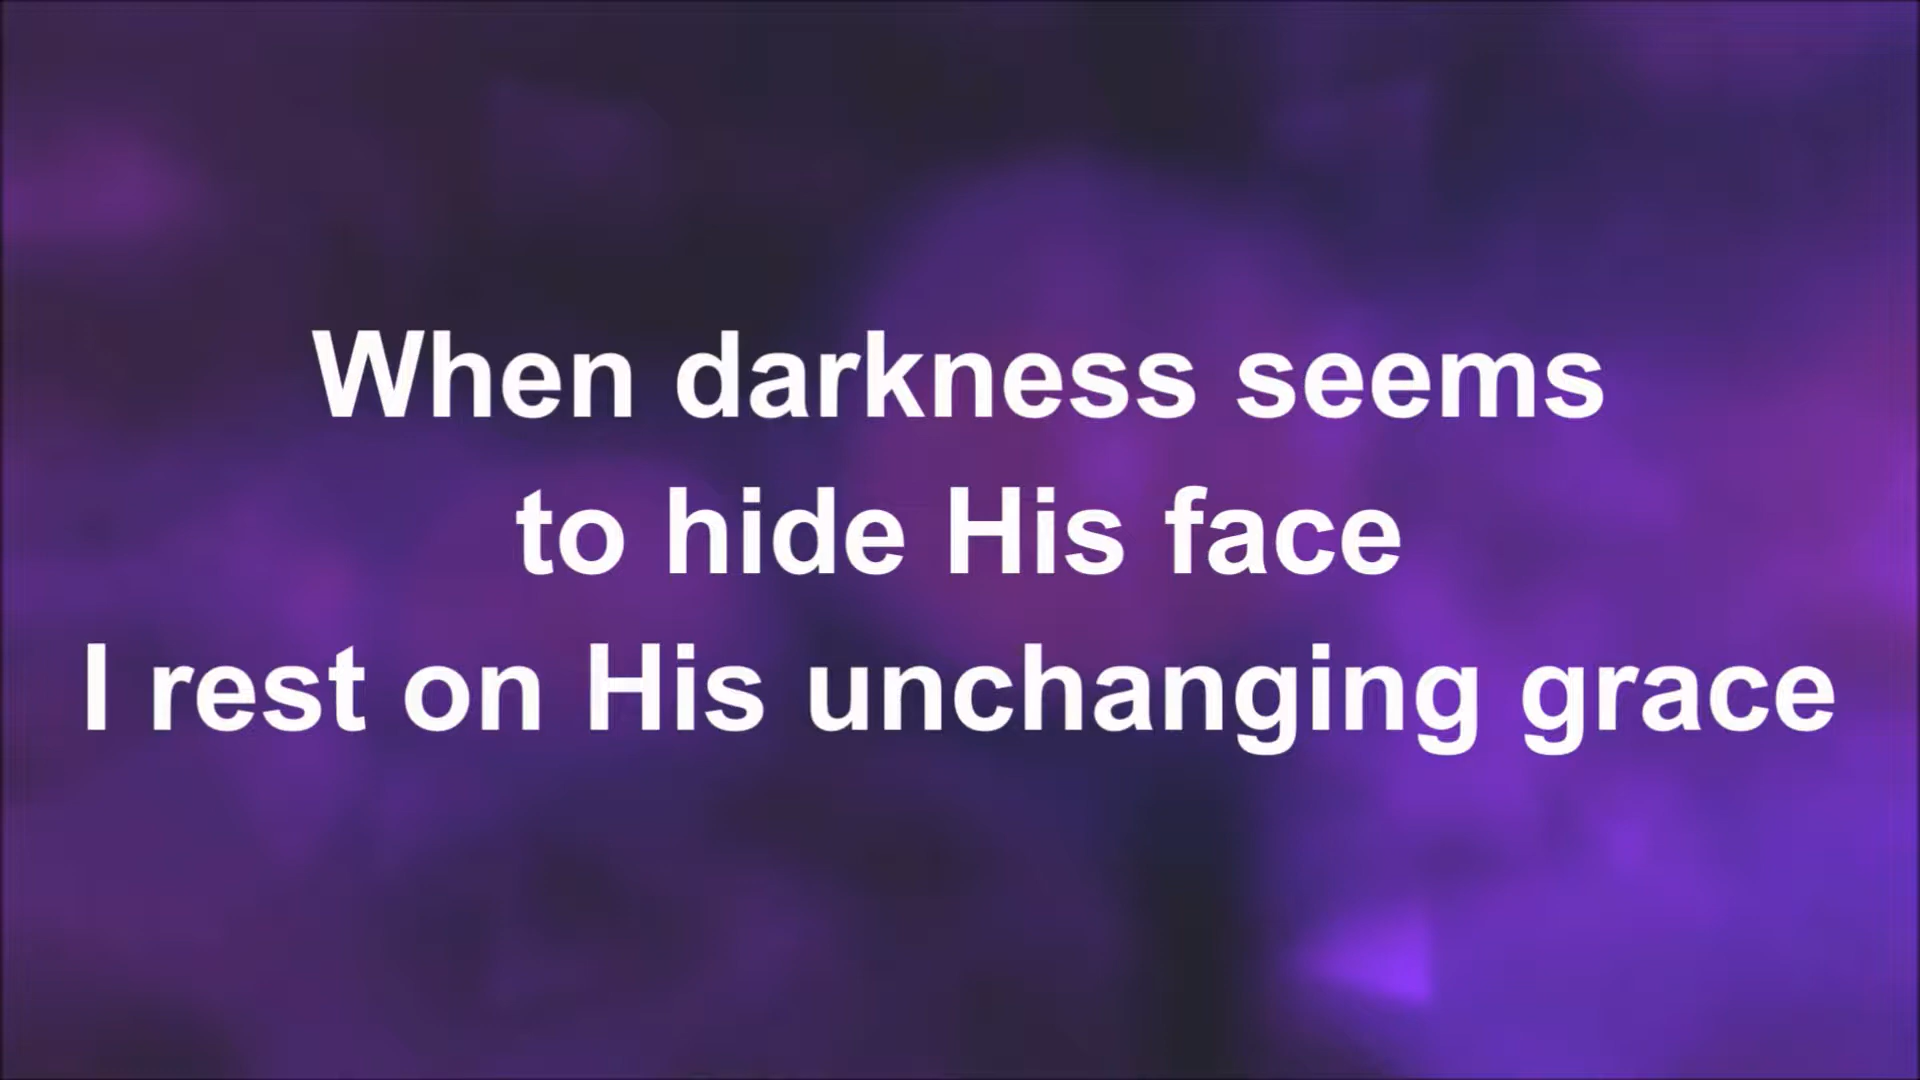 When darkness seems
to hide His face
I rest on His unchanging grace